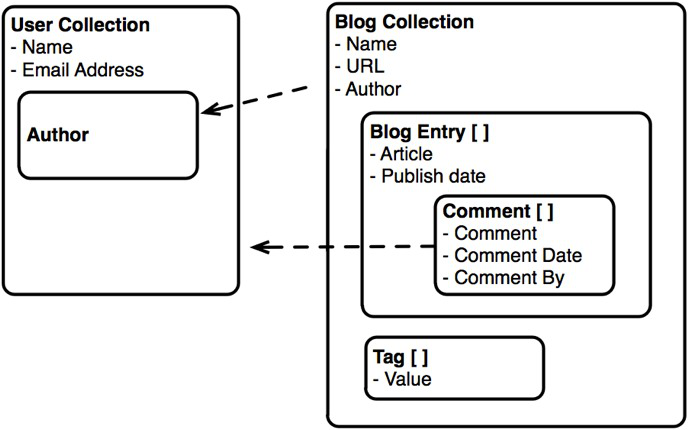 User Collection
- Name
- Email Address
Author
Blog Collection
- Name
- URL
- Author
Blog Entry [ ]
- Article
- Publish date
Comment [ ]
- Comment
- Comment Date
- Comment By
Tag [ ]
- Value